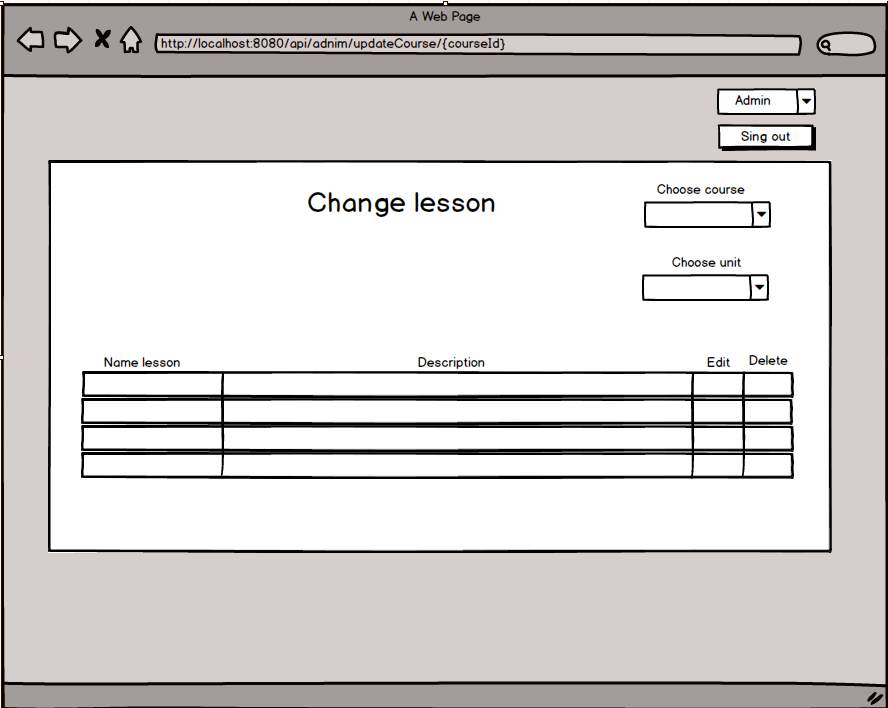 A Web Page
http://localhost:8080/api/adnim/updateCourse/{courseId}
Admin
Sing out
Choose course
Change lesson
Choose unit
Name lesson Description Edit Delete